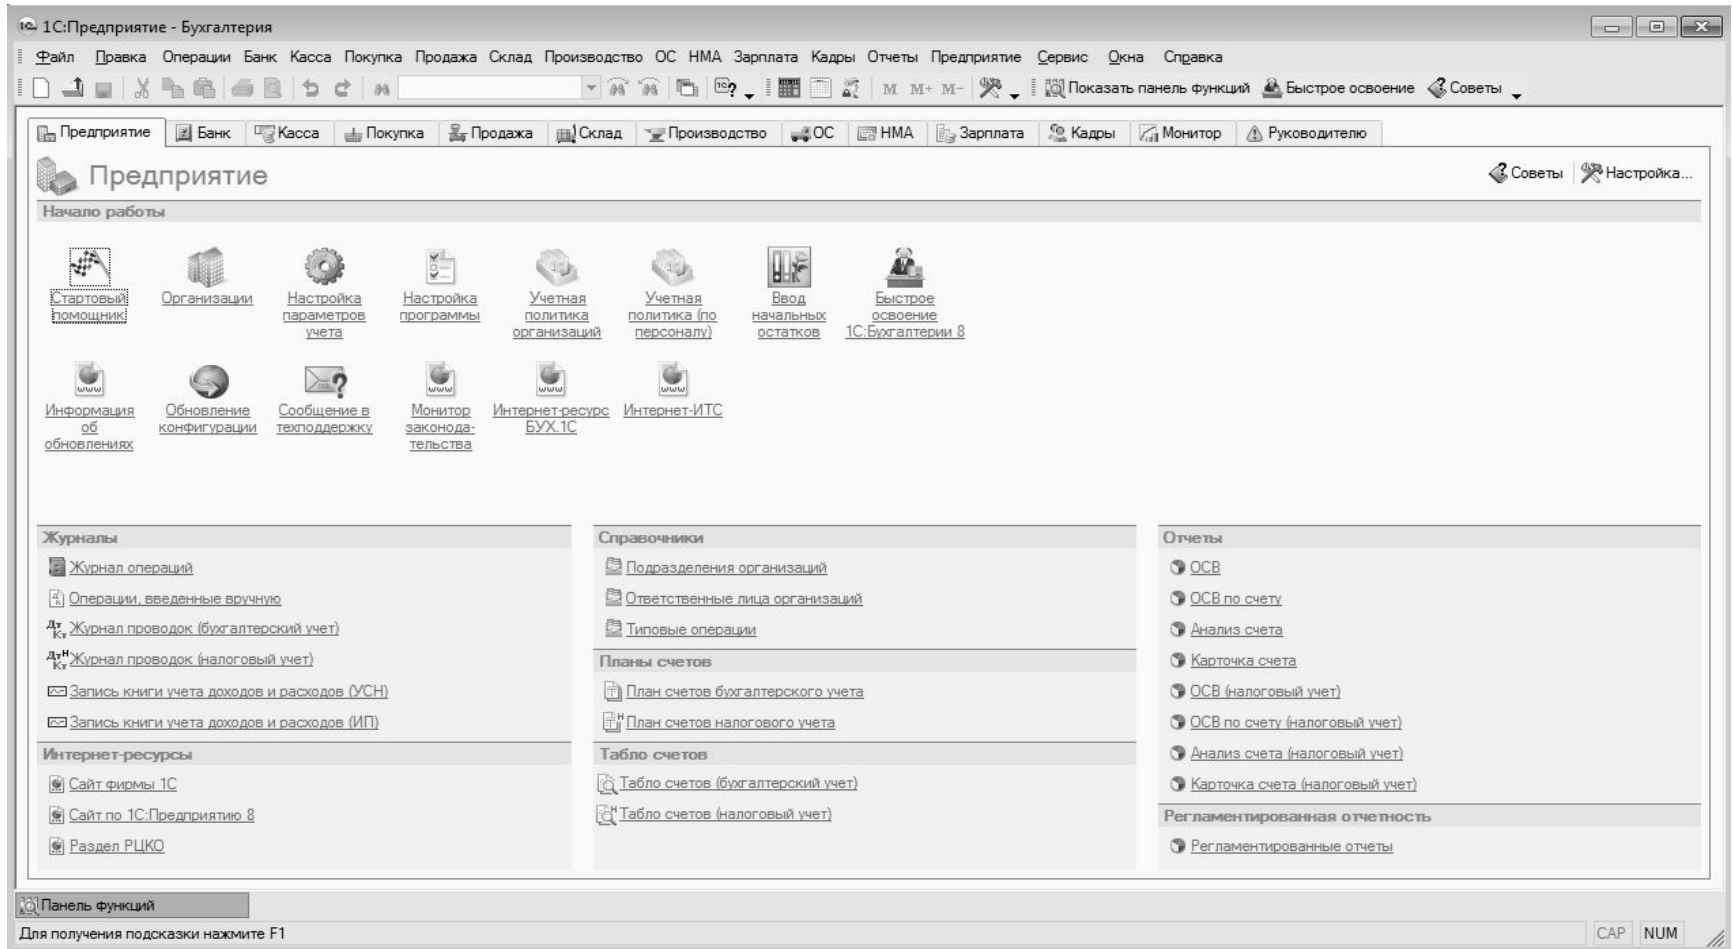 1С:Предприятие - Бухгалтерия
Файл Правка Операции Банк Касса Покупка Продажа Склад Производство ОС НМА Зарплата Кадры Отчеты Предприятие Сервис Окна Справка
М М+ М- Показать панель функций Быстрое освоение Советы
Предприятие Банк Касса Покупка Продажа Склад Производство ОС НМА Зарплата Кадры Монитор Руководителю
Предприятие
Советы Настройка...
Начало работы
Стартовый помощник
Организации
Настройка параметров учета
Настройка программы
Учетная политика организаций
Учетная политика (по персоналу)
Ввод начальных остатков
Быстрое освоение 1С:Бухгалтерии 8
Информация об обновлениях
Обновление конфигурации
Сообщение в техподдержку
Монитор законода-тельства
Интернет-ресурс БУХ.1С
Интернет-ИТС
Журналы
Журнал операций
Операции, введенные вручную
Журнал проводок (бухгалтерский учет)
Журнал проводок (налоговый учет)
Запись книги учета доходов и расходов (УСН)
Запись книги учета доходов и расходов (ИП)
Интернет-ресурсы
Сайт фирмы 1С
Сайт по 1С:Предприятию 8
Раздел РЦКО
Справочники
Подразделения организаций
Ответственные лица организаций
Типовые операции
Планы счетов
План счетов бухгалтерского учета
План счетов налогового учета
Табло счетов
Табло счетов (бухгалтерский учет)
Табло счетов (налоговый учет)
Отчеты
ОСВ
ОСВ по счету
Анализ счета
Карточка счета
ОСВ (налоговый учет)
ОСВ по счету (налоговый учет)
Анализ счета (налоговый учет)
Карточка счета (налоговый учет)
Регламентированная отчетность
Регламентированные отчеты
Панель функций
Для получения подсказки нажмите F1
CAP NUM